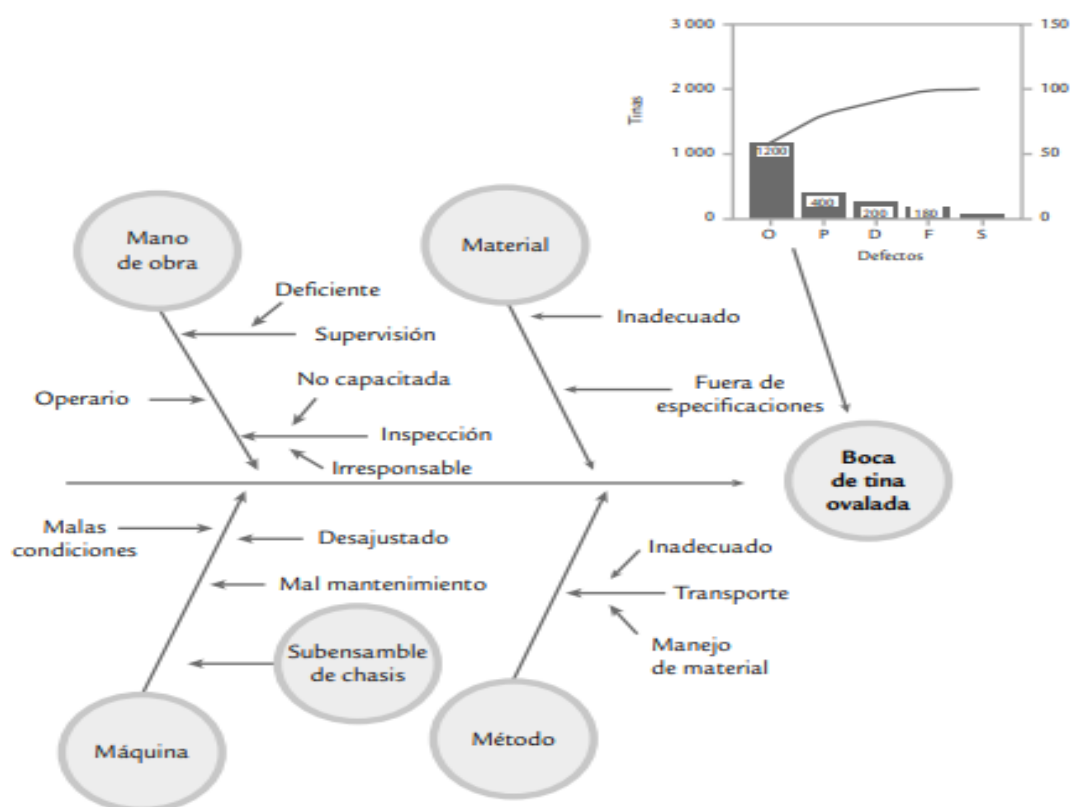 3 000
150
2 000
100
Tinas
1 000
50
0
0
1200
400
200
180
O
P
D
F
S
Defectos
Mano
de obra
Material
Deficiente
Supervisión
Inadecuado
Operario
No capacitada
Inspección
Irresponsable
Fuera de
especificaciones
Boca
de tina
ovalada
Malas
condiciones
Desajustado
Mal mantenimiento
Subensamble
de chasis
Máquina
Inadecuado
Transporte
Manejo
de material
Método